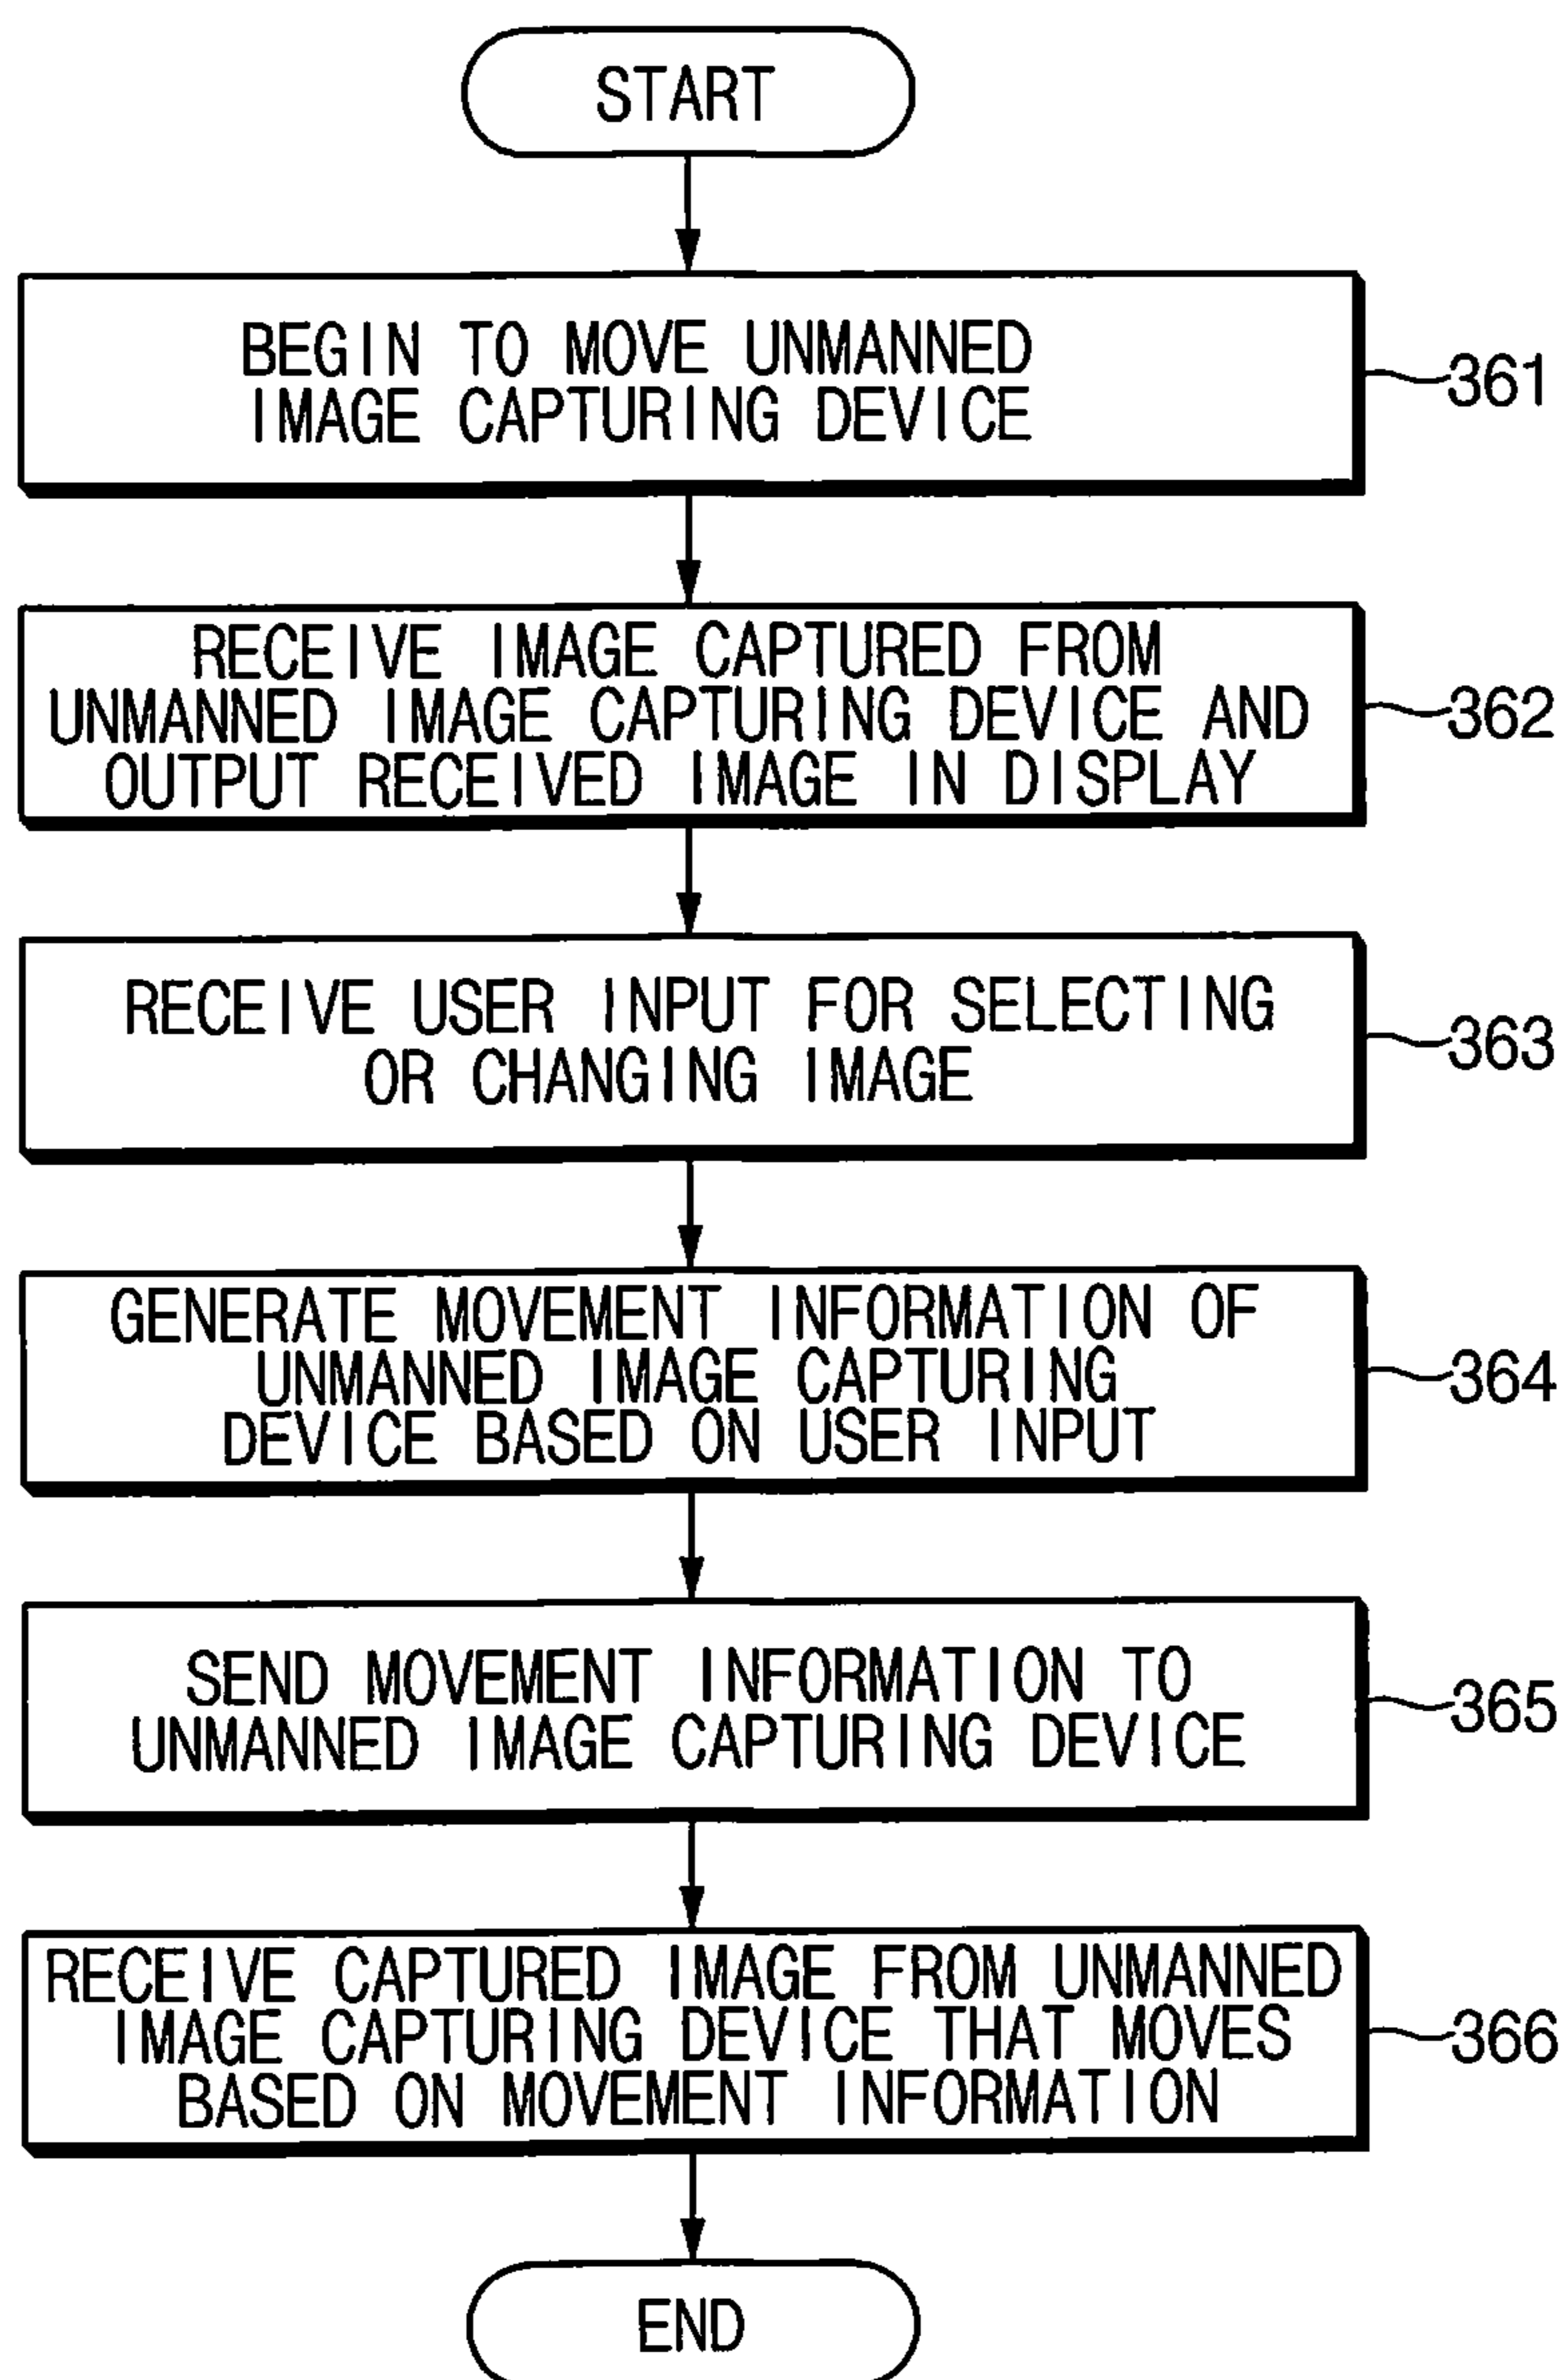 START
BEGIN TO MOVE UNMANNED
IMAGE CAPTURING DEVICE
361
RECEIVE IMAGE CAPTURED FROM
UNMANNED IMAGE CAPTURING DEVICE AND
OUTPUT RECEIVED IMAGE IN DISPLAY
362
RECEIVE USER INPUT FOR SELECTING
OR CHANGING IMAGE
363
GENERATE MOVEMENT INFORMATION OF
UNMANNED IMAGE CAPTURING
DEVICE BASED ON USER INPUT
364
SEND MOVEMENT INFORMATION TO
UNMANNED IMAGE CAPTURING DEVICE
365
RECEIVE CAPTURED IMAGE FROM UNMANNED
IMAGE CAPTURING DEVICE THAT MOVES
BASED ON MOVEMENT INFORMATION
366
END